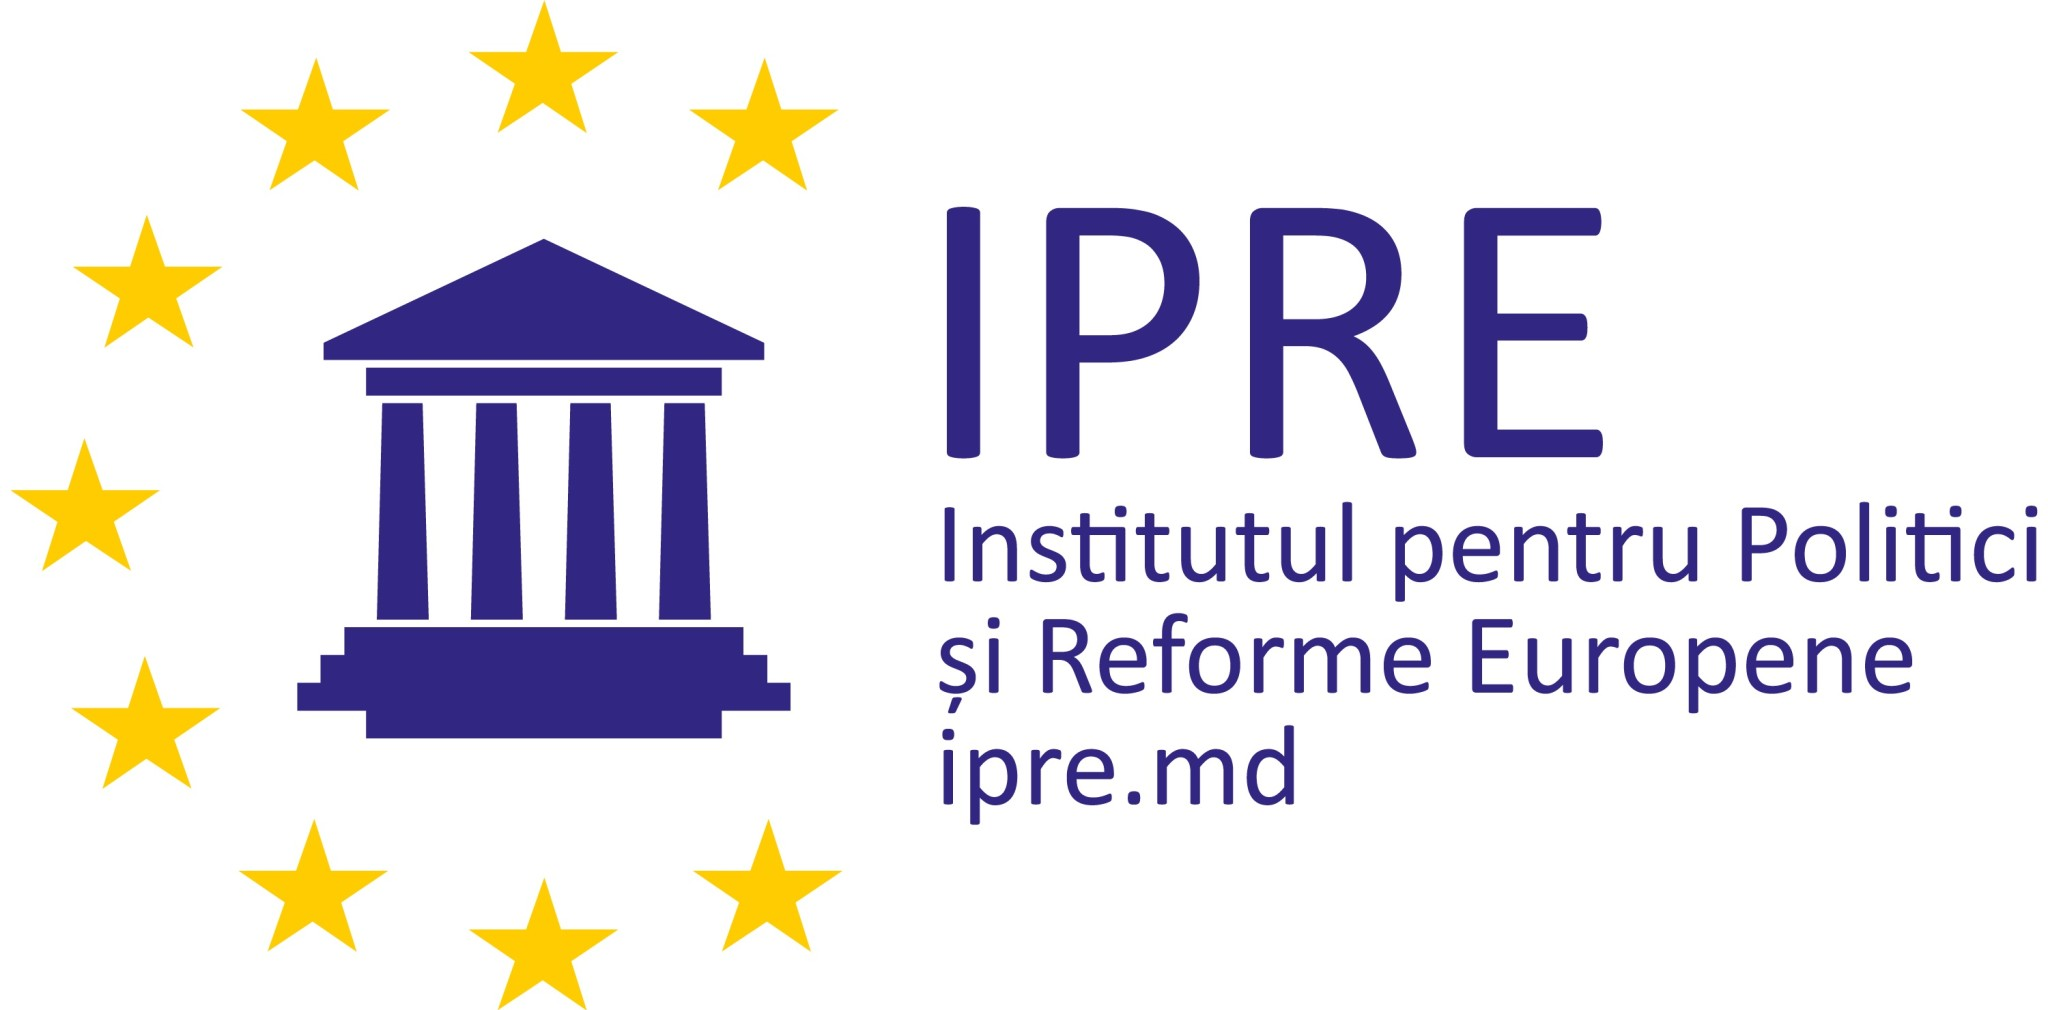 IPRE
Institutul pentru Politici
și Reforme Europene
ipre.md